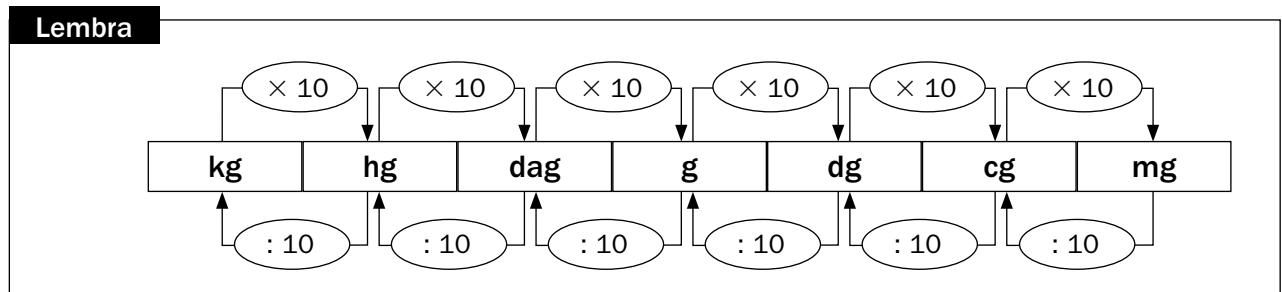 Lembra
× 10 × 10 × 10 × 10 × 10 × 10
kg hg dag g dg cg mg
: 10 : 10 : 10 : 10 : 10 : 10